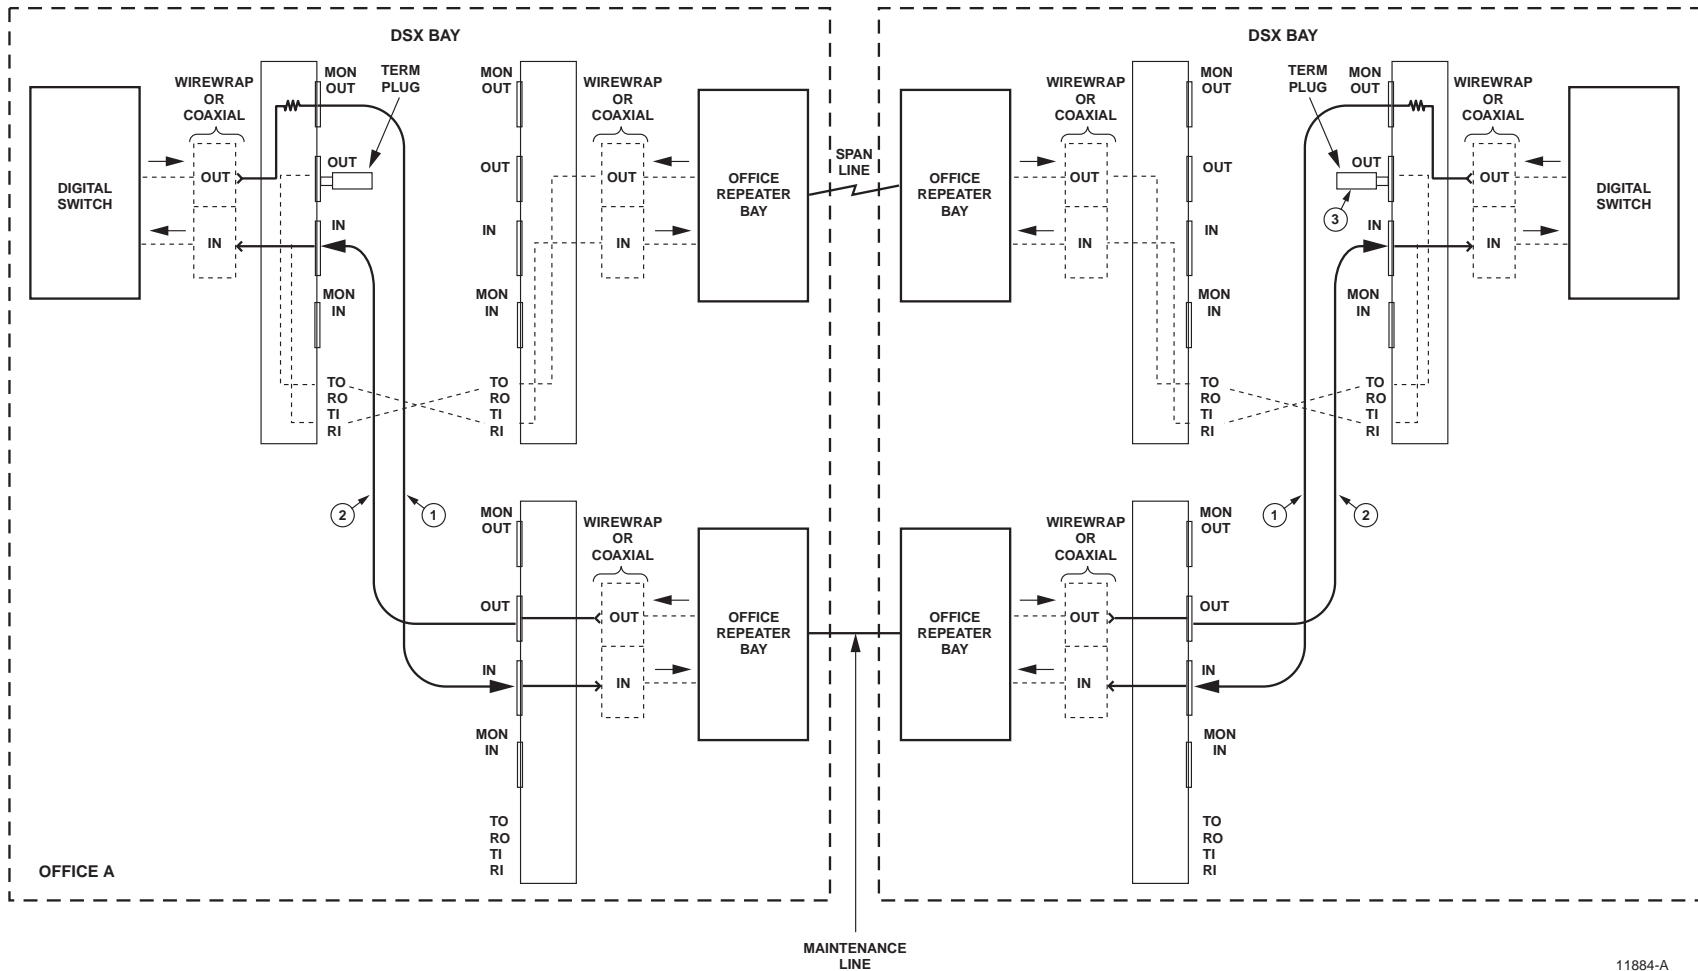 DSX BAY
DSX BAY
DIGITAL
SWITCH
WIREWRAP
OR
COAXIAL
OUT
IN
MON
OUT
TERM
PLUG
OUT
IN
MON
IN
TO
RO
TI
RI
MON
OUT
OUT
IN
MON
IN
TO
RO
TI
RI
WIREWRAP
OR
COAXIAL
OUT
IN
OFFICE
REPEATER
BAY
SPAN
LINE
OFFICE
REPEATER
BAY
WIREWRAP
OR
COAXIAL
OUT
IN
MON
OUT
OUT
IN
MON
IN
TO
RO
TI
RI
TERM
PLUG
3
MON
OUT
OUT
IN
MON
IN
TO
RO
TI
RI
WIREWRAP
OR
COAXIAL
OUT
IN
DIGITAL
SWITCH
2
1
MON
OUT
OUT
IN
MON
IN
TO
RO
TI
RI
WIREWRAP
OR
COAXIAL
OUT
IN
OFFICE
REPEATER
BAY
OFFICE
REPEATER
BAY
WIREWRAP
OR
COAXIAL
OUT
IN
MON
OUT
OUT
IN
MON
IN
TO
RO
TI
RI
1
2
OFFICE A
MAINTENANCE
LINE
11884-A